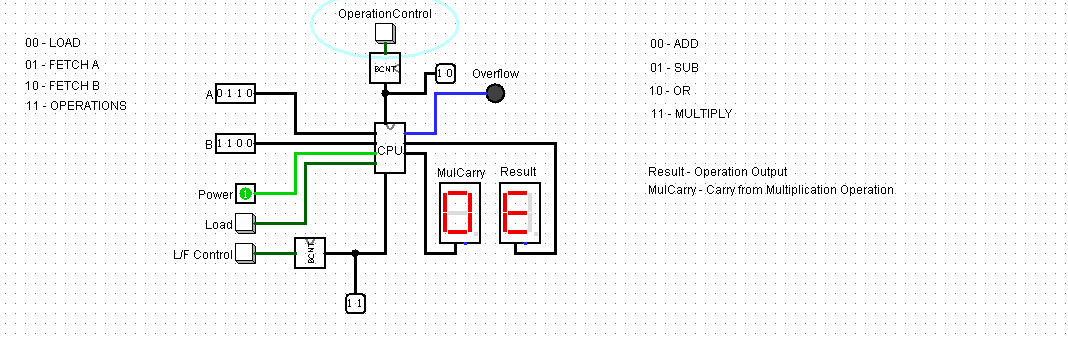 OperationControl
00 - LOAD
01 - FETCH A
10 - FETCH B
11 - OPERATIONS
00 - ADD
01 - SUB
10 - OR
11 - MULTIPLY
BCNT
1 0
Overflow
A 0 1 1 0
B 1 1 0 0
CPU
Power 1
Load
L/F Control
BCNT
1 1
MulCarry
Result
0
E
Result - Operation Output
MulCarry - Carry from Multiplication Operation